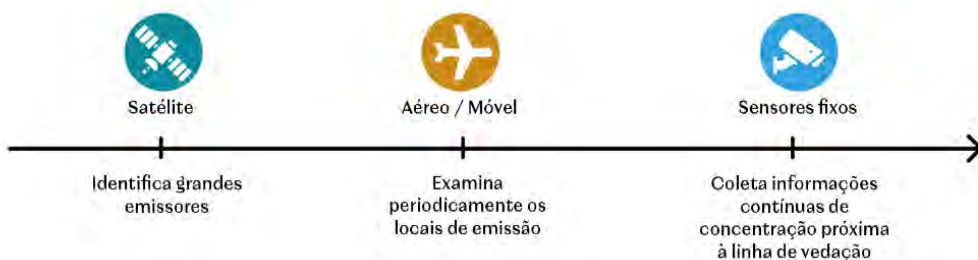 Satélite
Aéreo / Móvel
Sensores fixos
Identifica grandes
emissores
Examina
periodicamente os
locais de emissão
Coleta informações
contínuas de
concentração próxima
à linha de vedação